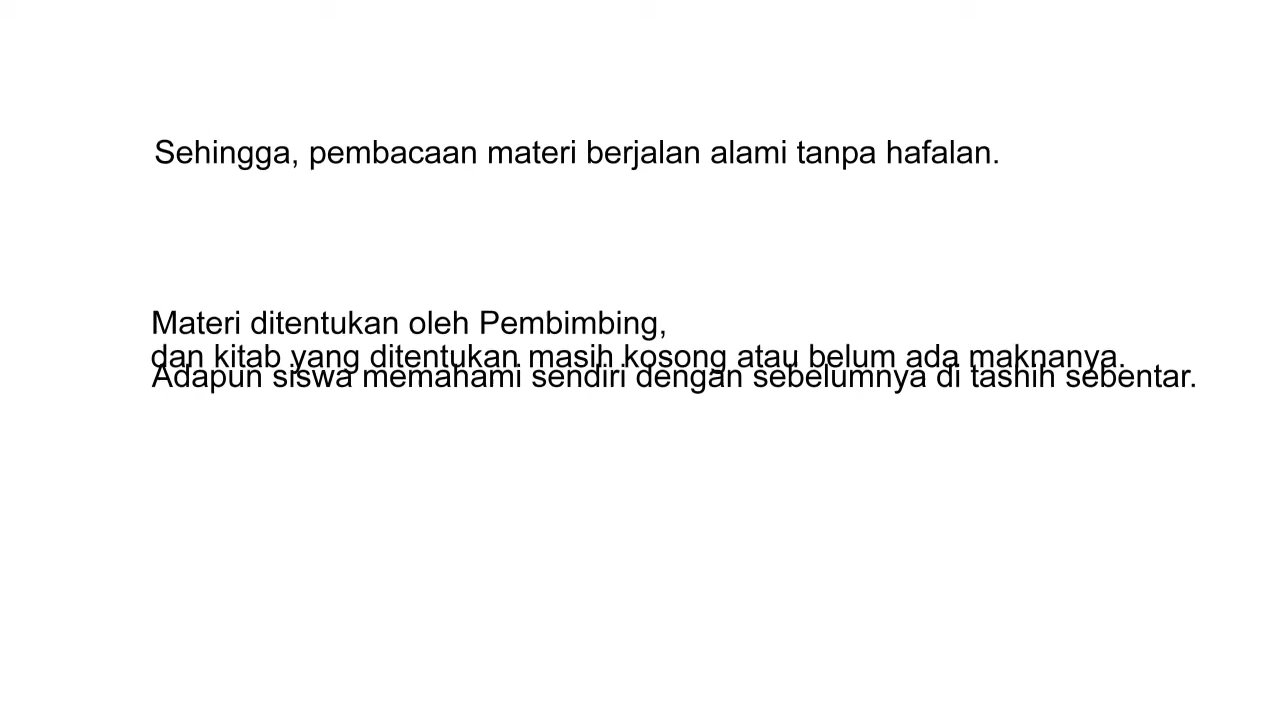 Sehingga, pembacaan materi berjalan alami tanpa hafalan.
Materi ditentukan oleh Pembimbing,
dan kitab yang ditentukan masih kosong atau belum ada maknanya.
Adapun siswa memahami sendiri dengan sebelumnya di tashih sebentar.